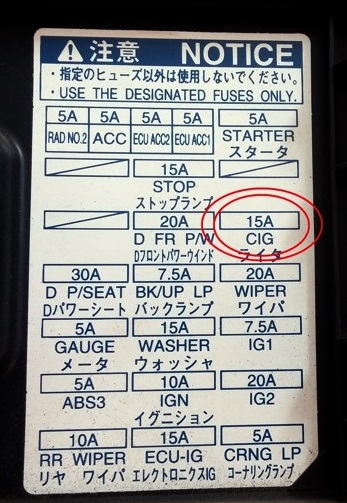 注意 NOTICE
・指定のヒューズ以外は使用しないでください。
・USE THE DESIGNATED FUSES ONLY.
5A 5A 5A 5A 5A
RAD NO.2 ACC ECU ACC2 ECU ACC1 STARTER
スタータ
15A
STOP
ストップランプ
20A 15A
D FR P/W CIG
Dフロントパワーウインド ライタ
30A 7.5A 20A
D P/SEAT BK/UP LP WIPER
Dパワーシート バックランプ ワイパ
5A 15A 7.5A
GAUGE WASHER IG1
メータ ウォッシャ
5A 10A 20A
ABS3 IGN IG2
イグニション
10A 15A 5A
RR WIPER ECU-IG CRNG LP
リヤ ワイパ エレクトロニクスIG コーナリングランプ